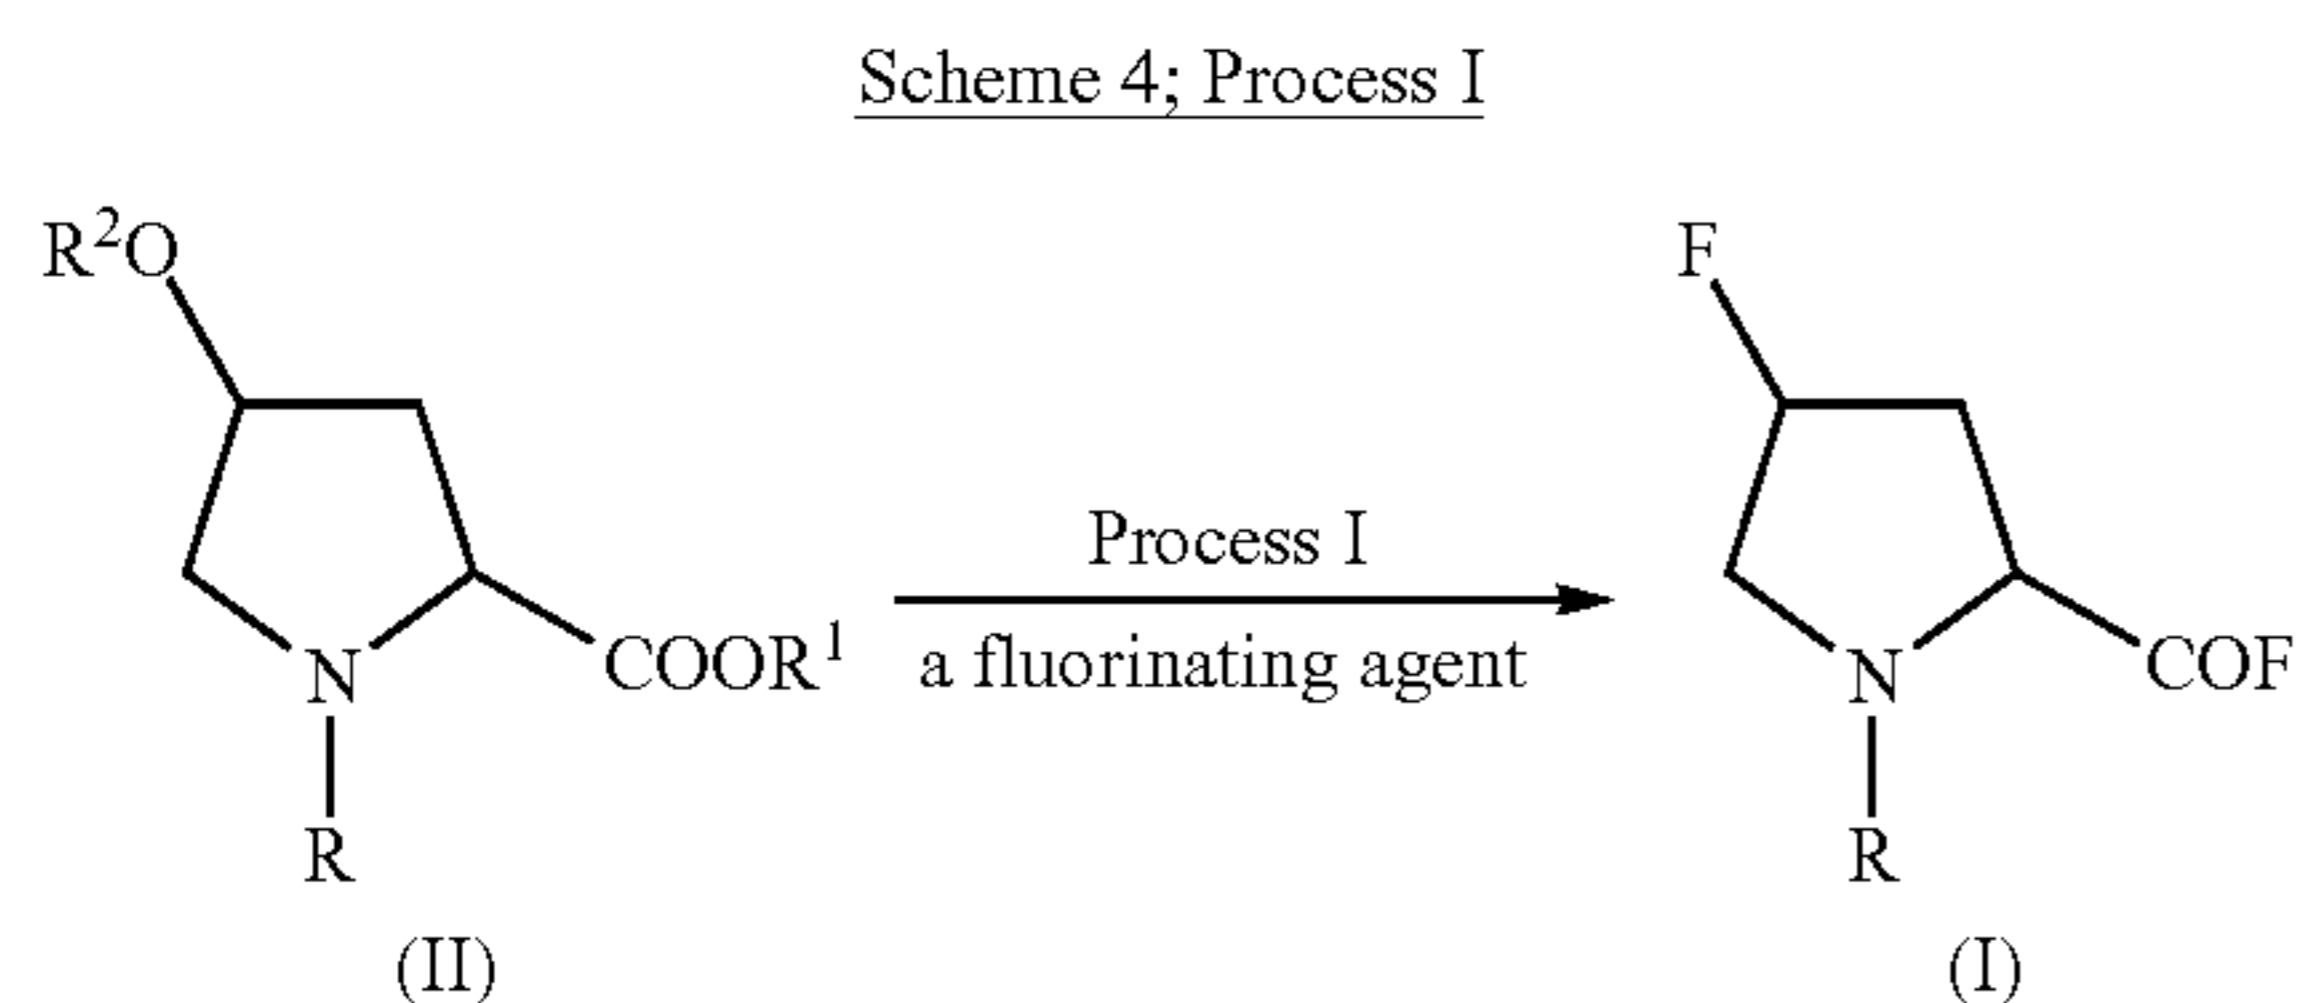 Scheme 4; Process I
R²O
F
Process I
a fluorinating agent
N
COOR¹
N
COF
R
R
(II)
(I)